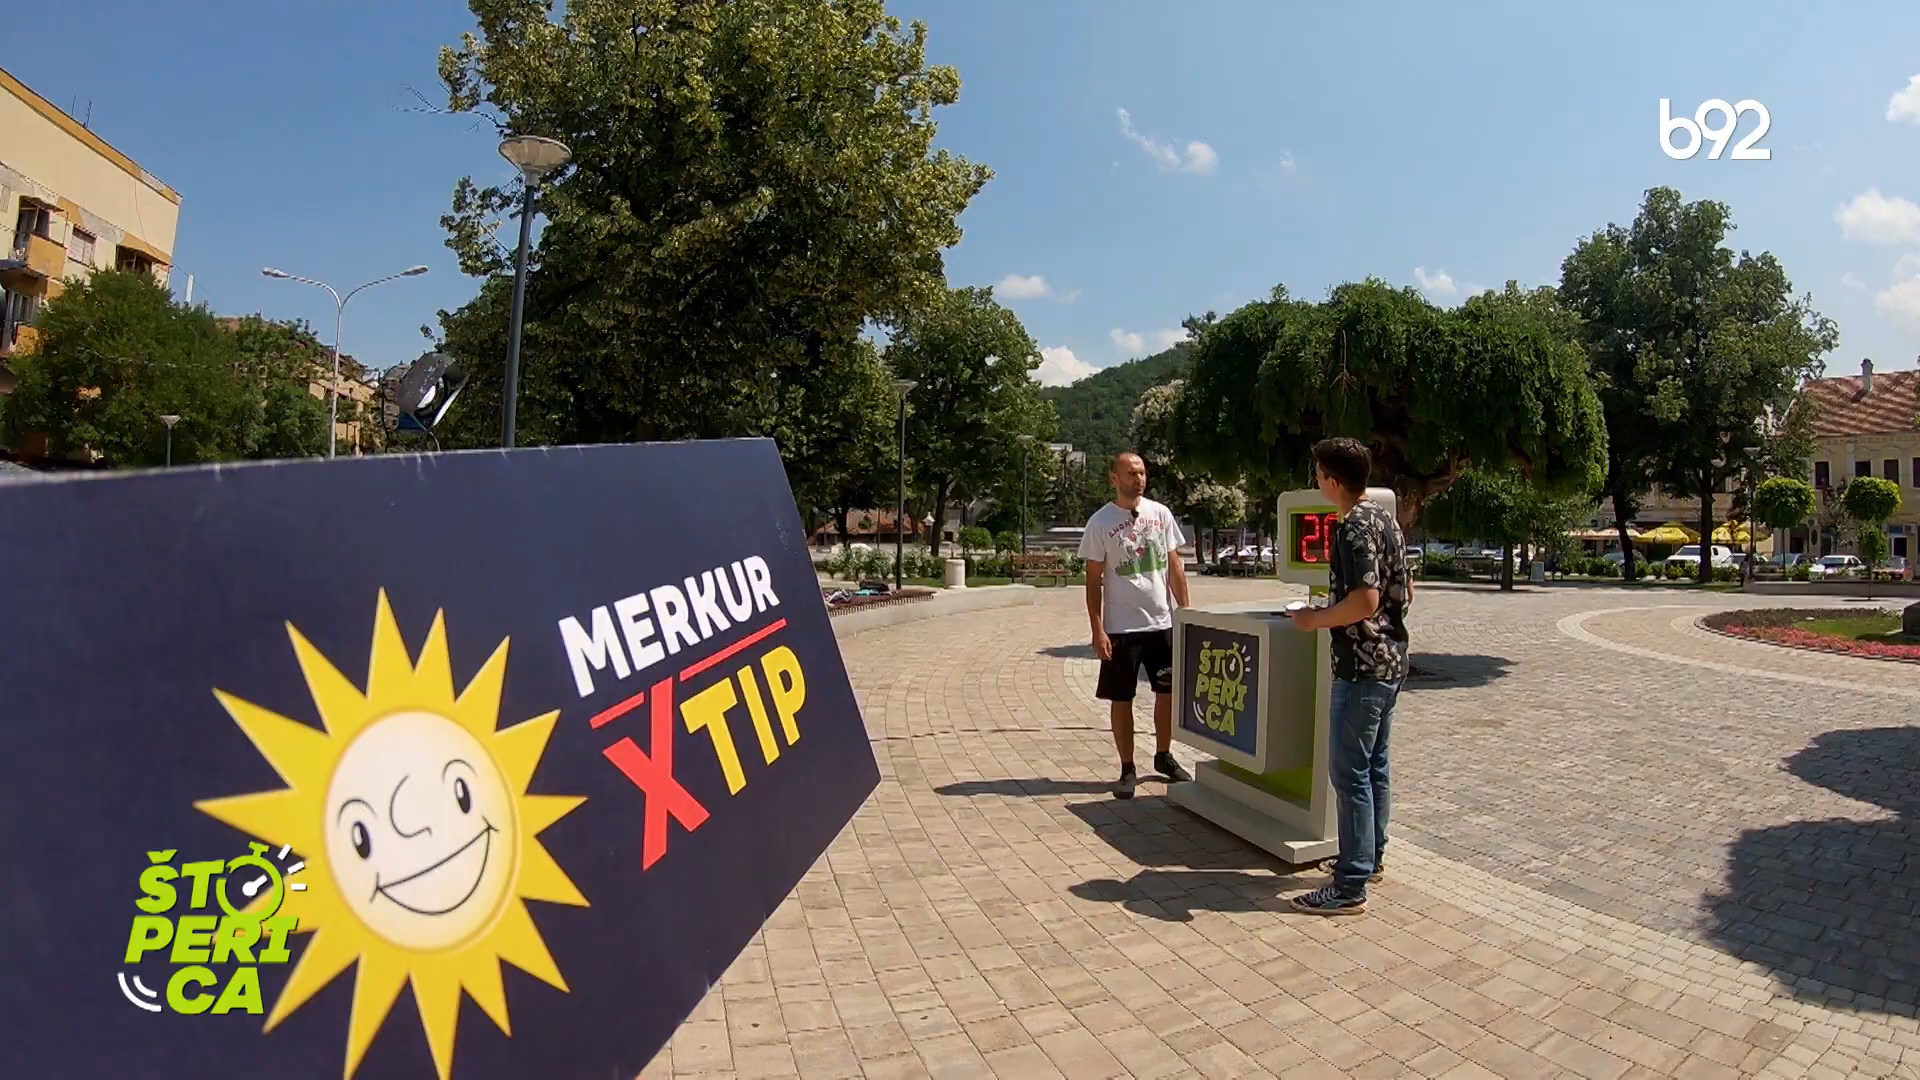 b92
MERKUR
XTIP
ŠTO
PERI
CA
ŠTO
PERI
CA